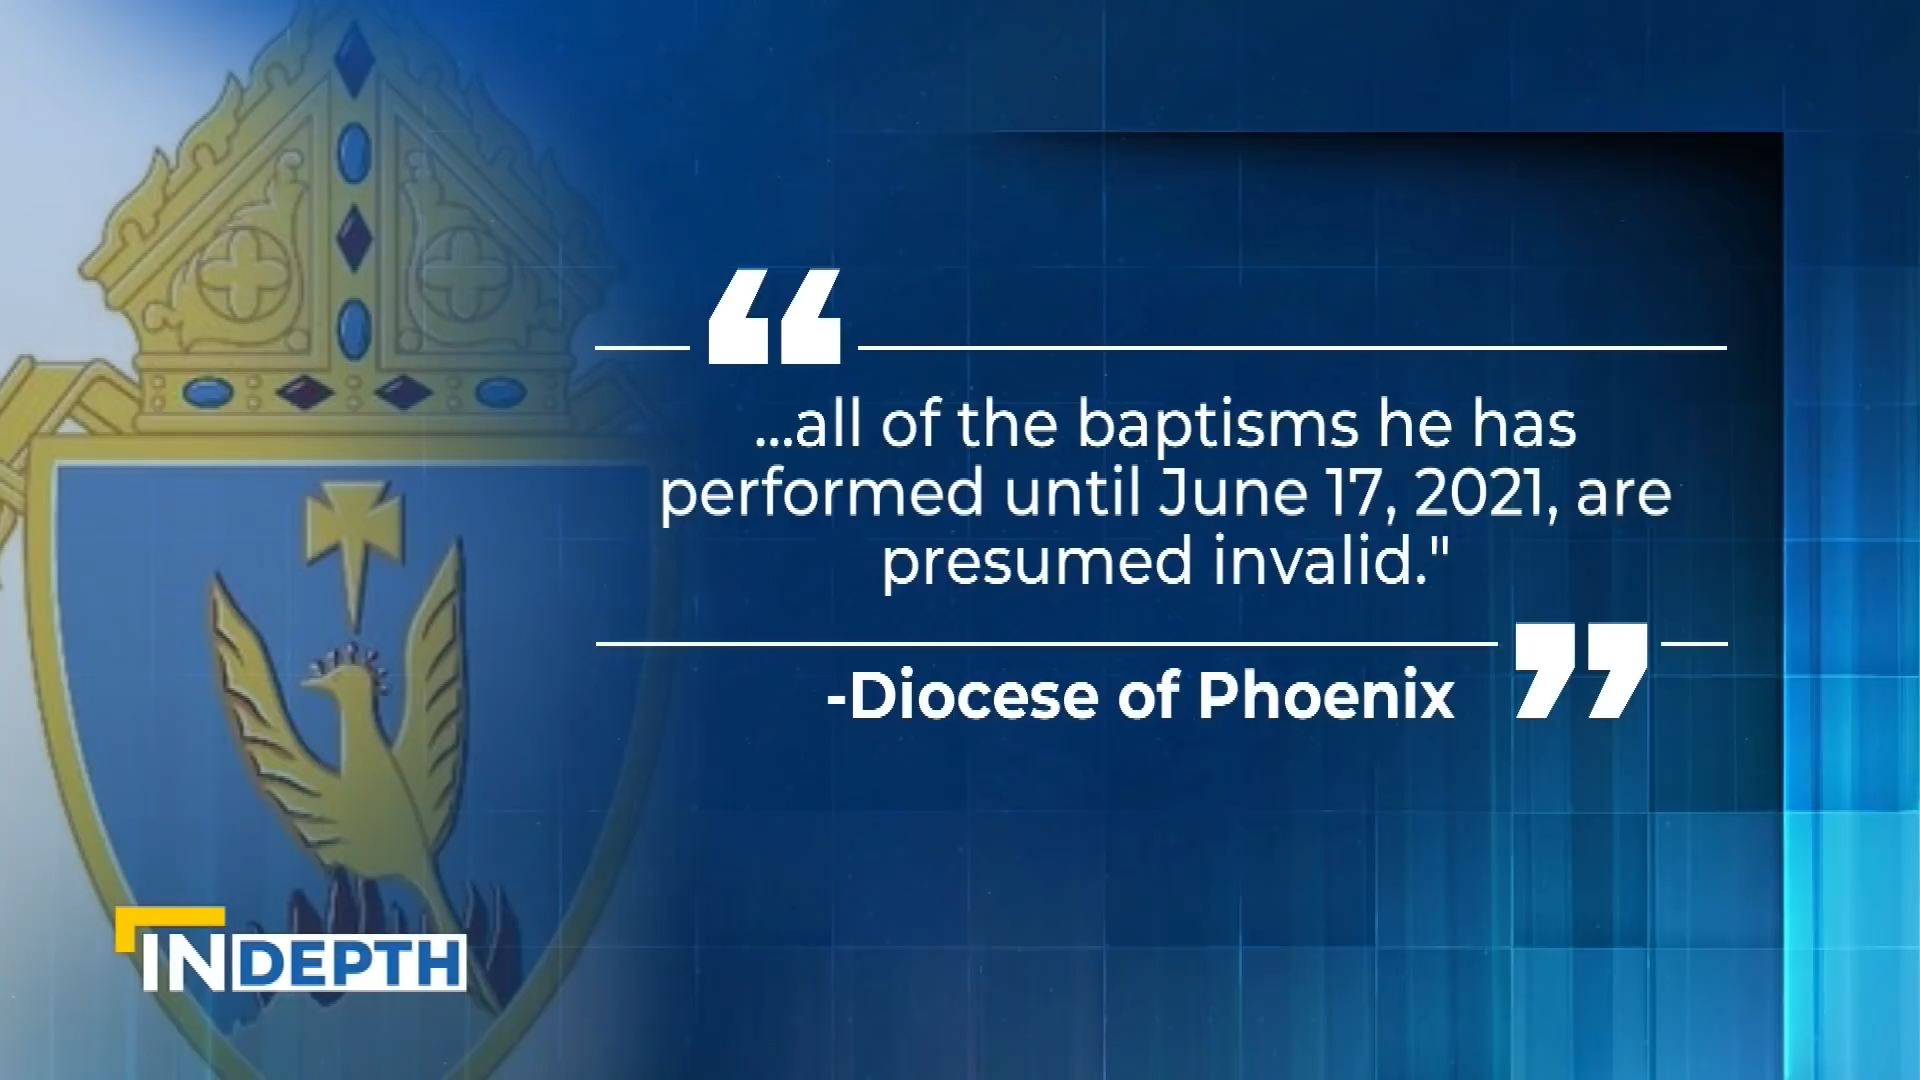 “
...all of the baptisms he has
performed until June 17, 2021, are
presumed invalid."
”
-Diocese of Phoenix
INDEPTH